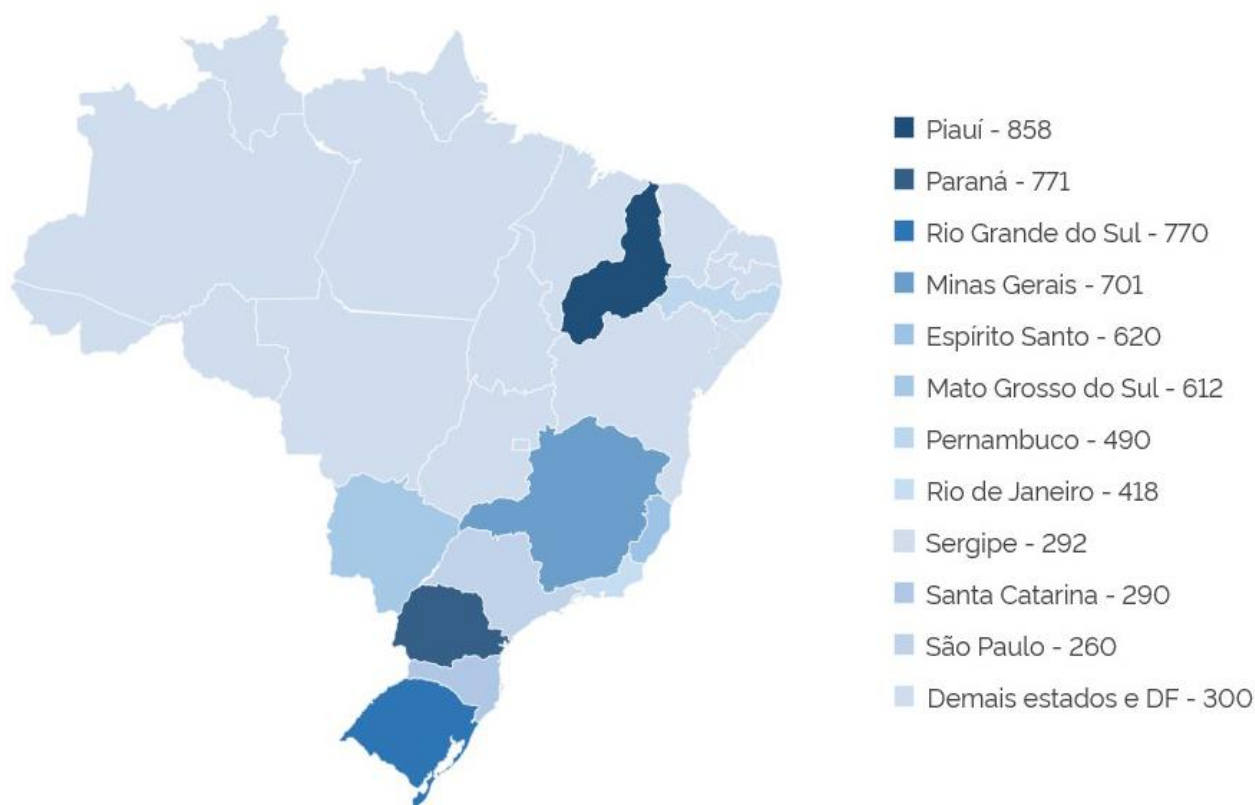 Piauí - 858
Paraná - 771
Rio Grande do Sul - 770
Minas Gerais - 701
Espírito Santo - 620
Mato Grosso do Sul - 612
Pernambuco - 490
Rio de Janeiro - 418
Sergipe - 292
Santa Catarina - 290
São Paulo - 260
Demais estados e DF - 300